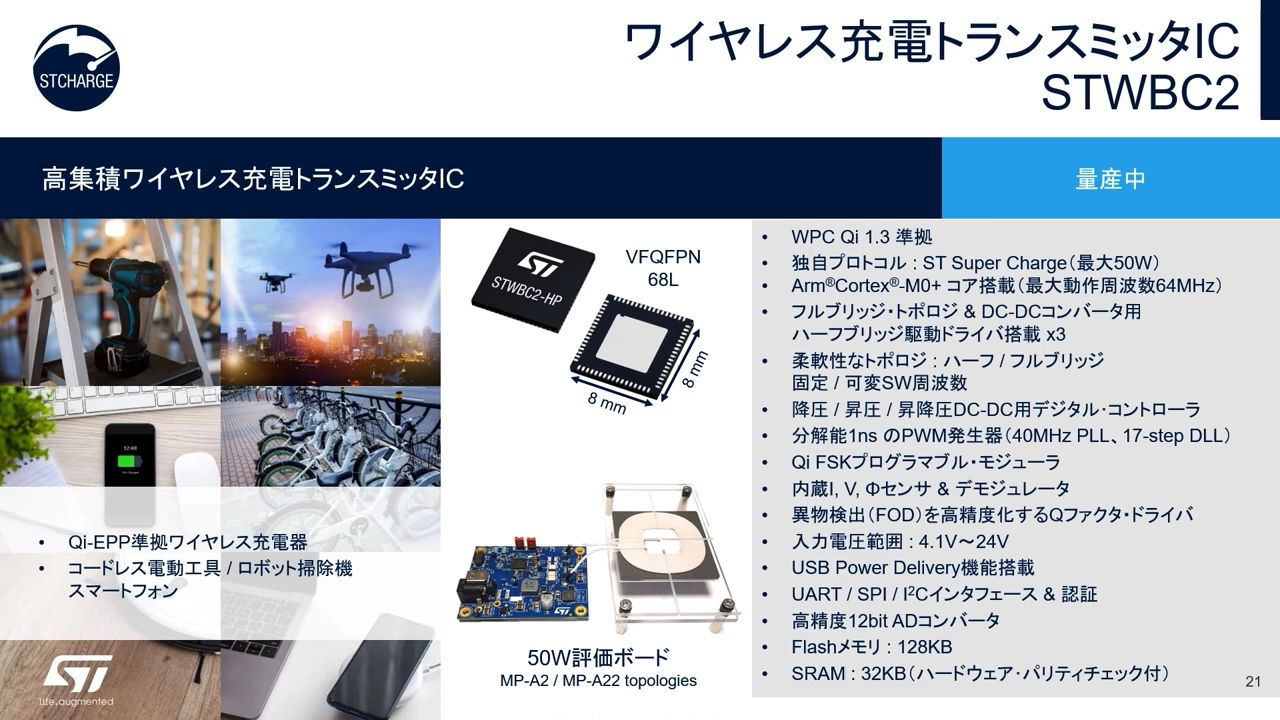 STCHARGE
ワイヤレス充電トランスミッタIC
STWBC2
高集積ワイヤレス充電トランスミッタIC
量産中
Qi-EPP準拠ワイヤレス充電器
コードレス電動工具 / ロボット掃除機
スマートフォン
life.augmented
STWBC2-HP
VFQFPN
68L
8 mm
8 mm
50W評価ボード
MP-A2 / MP-A22 topologies
• WPC Qi 1.3 準拠
• 独自プロトコル : ST Super Charge（最大50W）
• Arm®Cortex®-M0+ コア搭載（最大動作周波数64MHz）
• フルブリッジ・トポロジ & DC-DCコンバータ用
ハーフブリッジ駆動ドライバ搭載 x3
• 柔軟性なトポロジ : ハーフ / フルブリッジ
固定 / 可変SW周波数
• 降圧 / 昇圧 / 昇降圧DC-DC用デジタル・コントローラ
• 分解能1ns のPWM発生器（40MHz PLL、17-step DLL）
• Qi FSKプログラマブル・モジューラ
• 内蔵I, V, Φセンサ & デモジュレータ
• 異物検出（FOD）を高精度化するQファクタ・ドライバ
• 入力電圧範囲 : 4.1V～24V
• USB Power Delivery機能搭載
• UART / SPI / I²Cインタフェース & 認証
• 高精度12bit ADコンバータ
• Flashメモリ : 128KB
• SRAM : 32KB（ハードウェア・パリティチェック付）
21